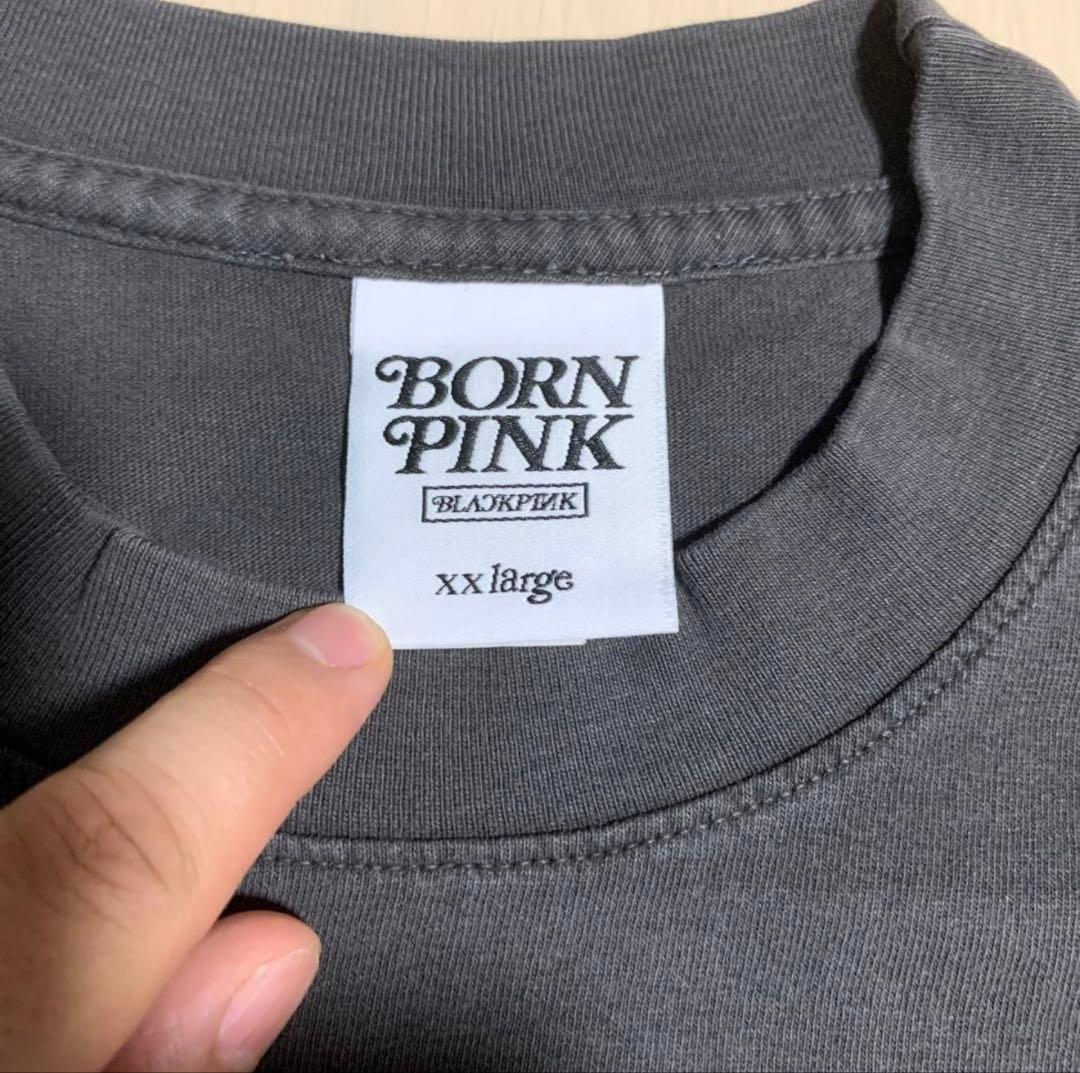 BORN
PINK
BLACKPINK
xx large